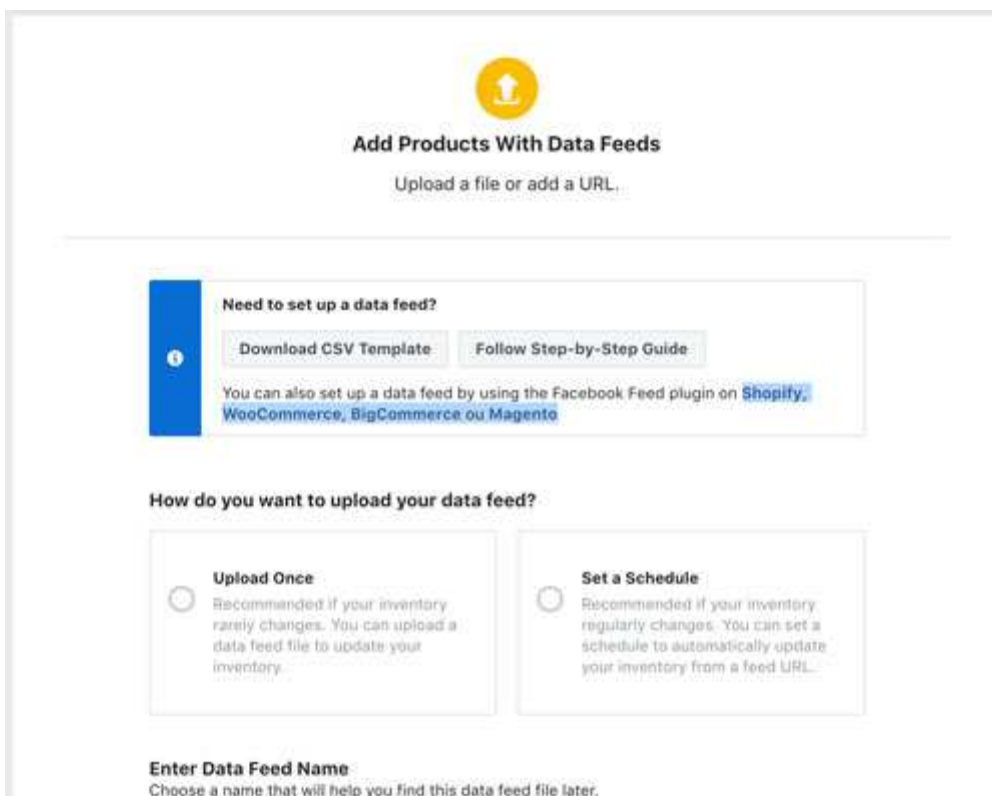 Add Products With Data Feeds
Upload a file or add a URL.
Need to set up a data feed?
Download CSV Template
Follow Step-by-Step Guide
You can also set up a data feed by using the Facebook Feed plugin on Shopify,
WooCommerce, BigCommerce ou Magento
How do you want to upload your data feed?
Upload Once
Recommended if your inventory
rarely changes. You can upload a
data feed file to update your
inventory.
Set a Schedule
Recommended if your inventory
regularly changes. You can set a
schedule to automatically update
your inventory from a feed URL.
Enter Data Feed Name
Choose a name that will help you find this data feed file later.